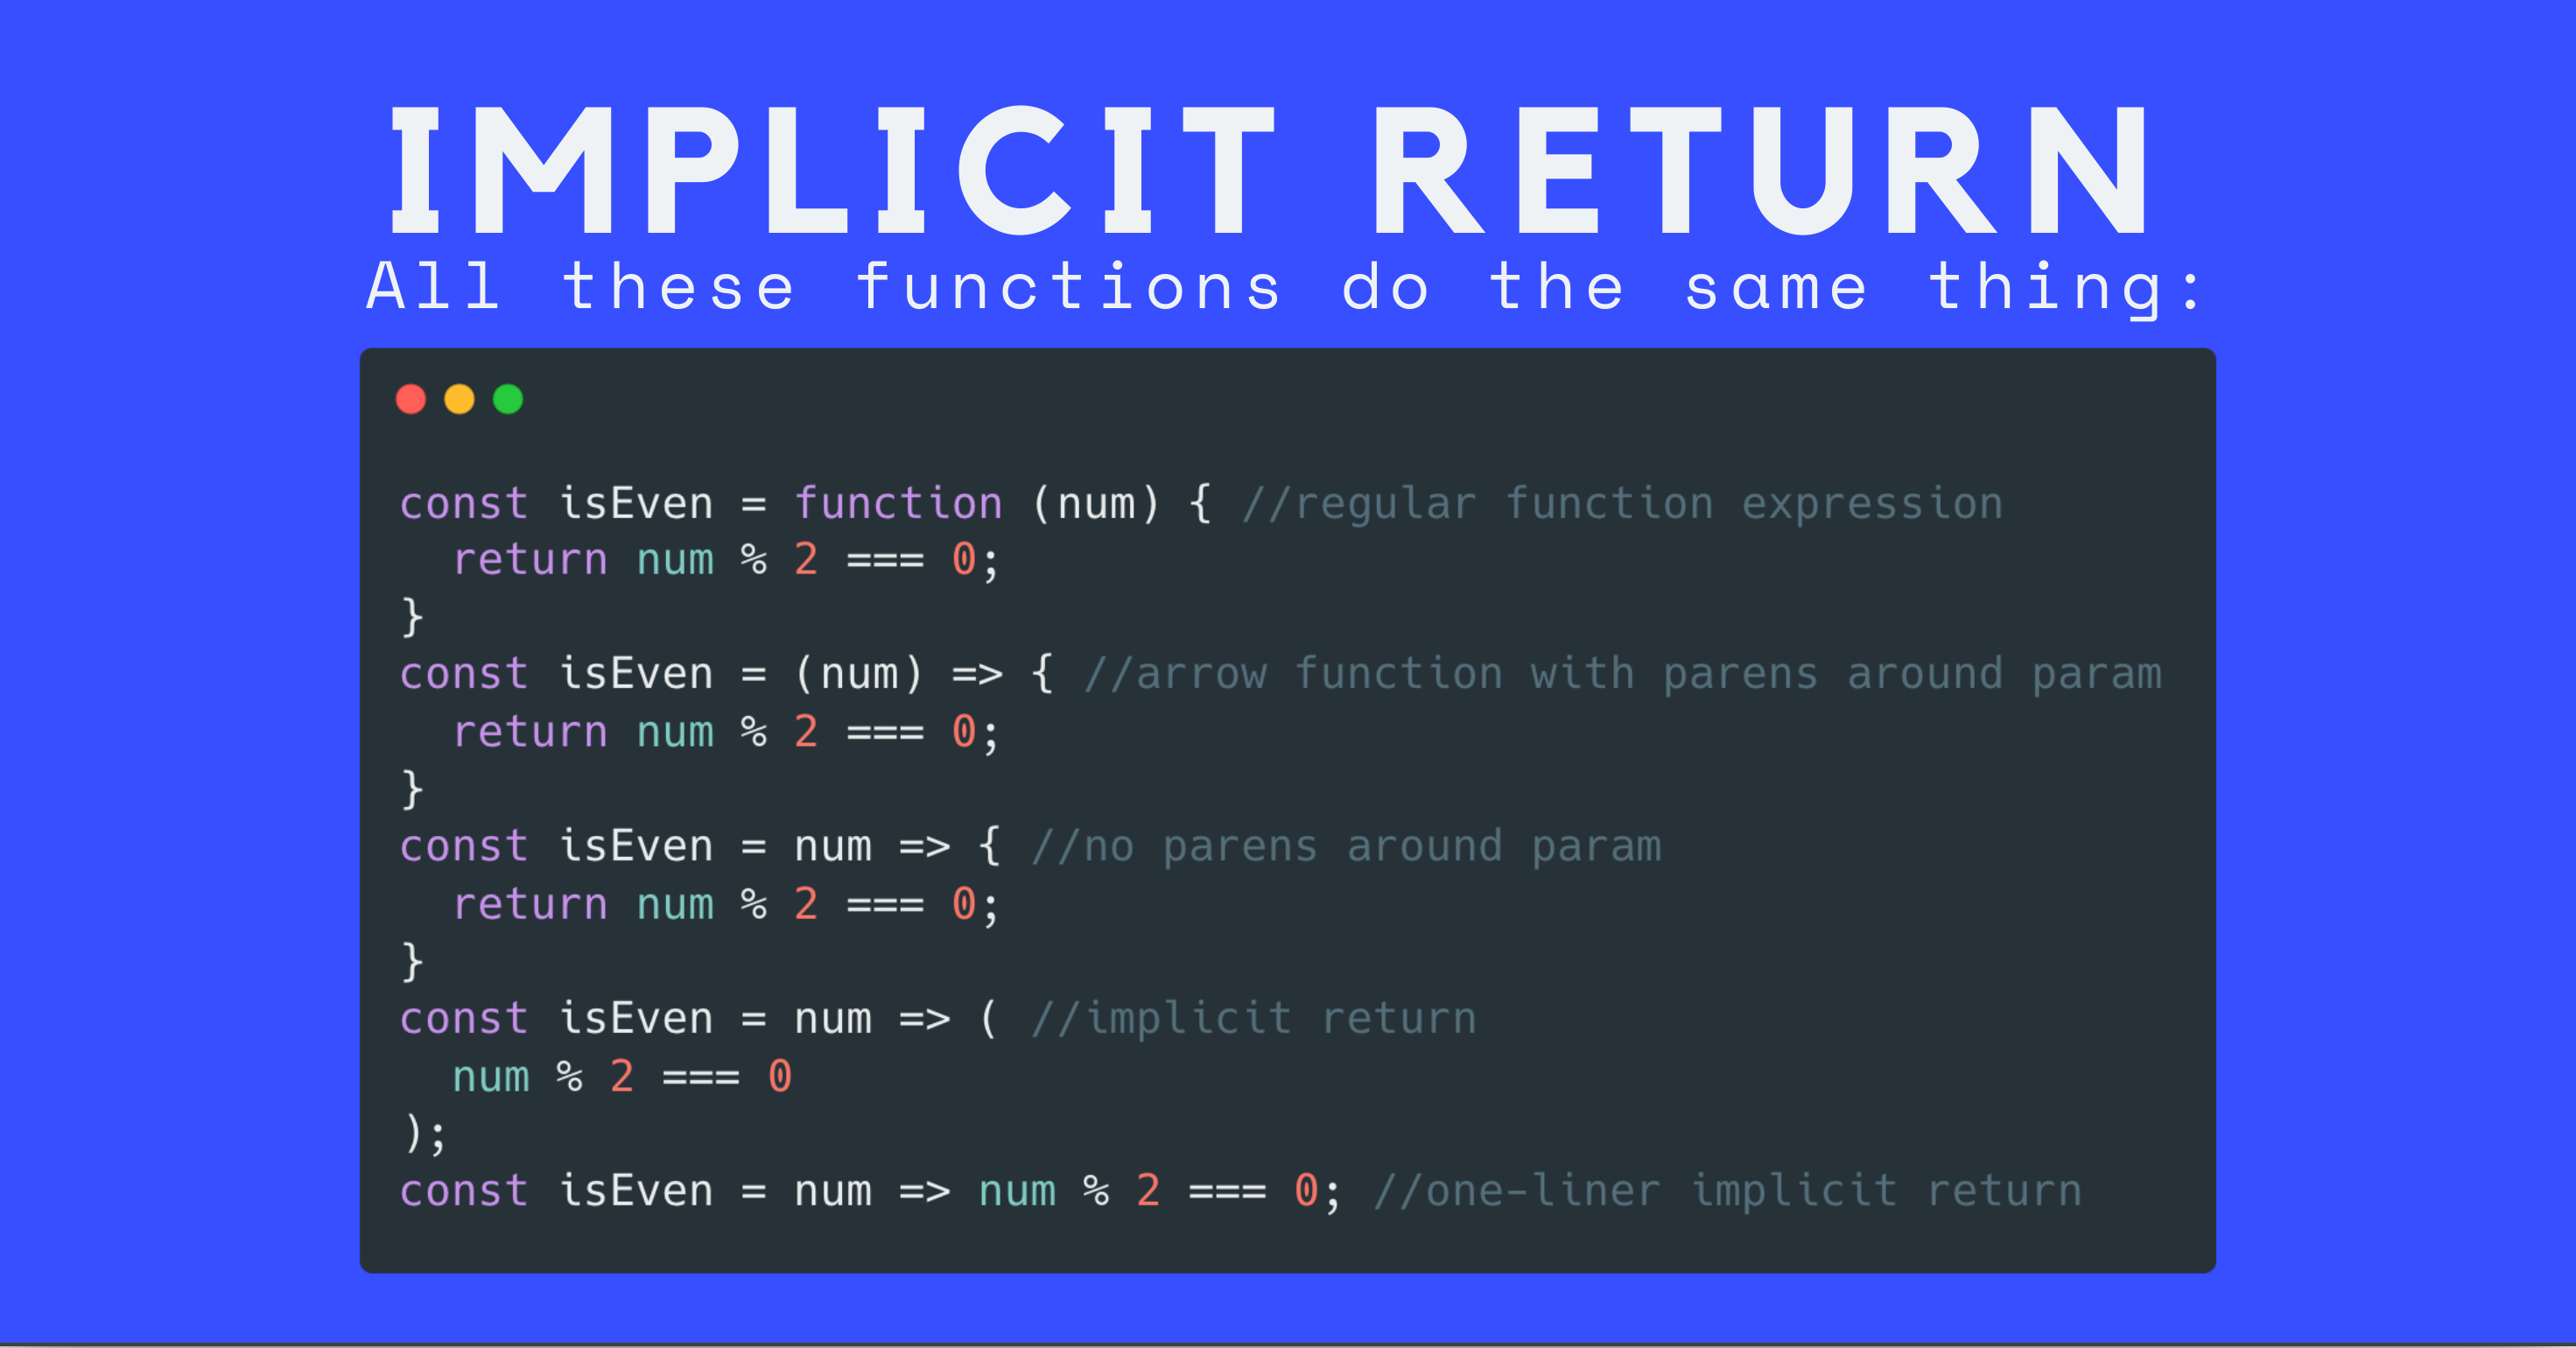 IMPLICIT RETURN
All these functions do the same thing:
const isEven = function (num) { //regular function expression
  return num % 2 === 0;
}
const isEven = (num) => { //arrow function with parens around param
  return num % 2 === 0;
}
const isEven = num => { //no parens around param
  return num % 2 === 0;
}
const isEven = num => ( //implicit return
  num % 2 === 0
);
const isEven = num => num % 2 === 0; //one-liner implicit return